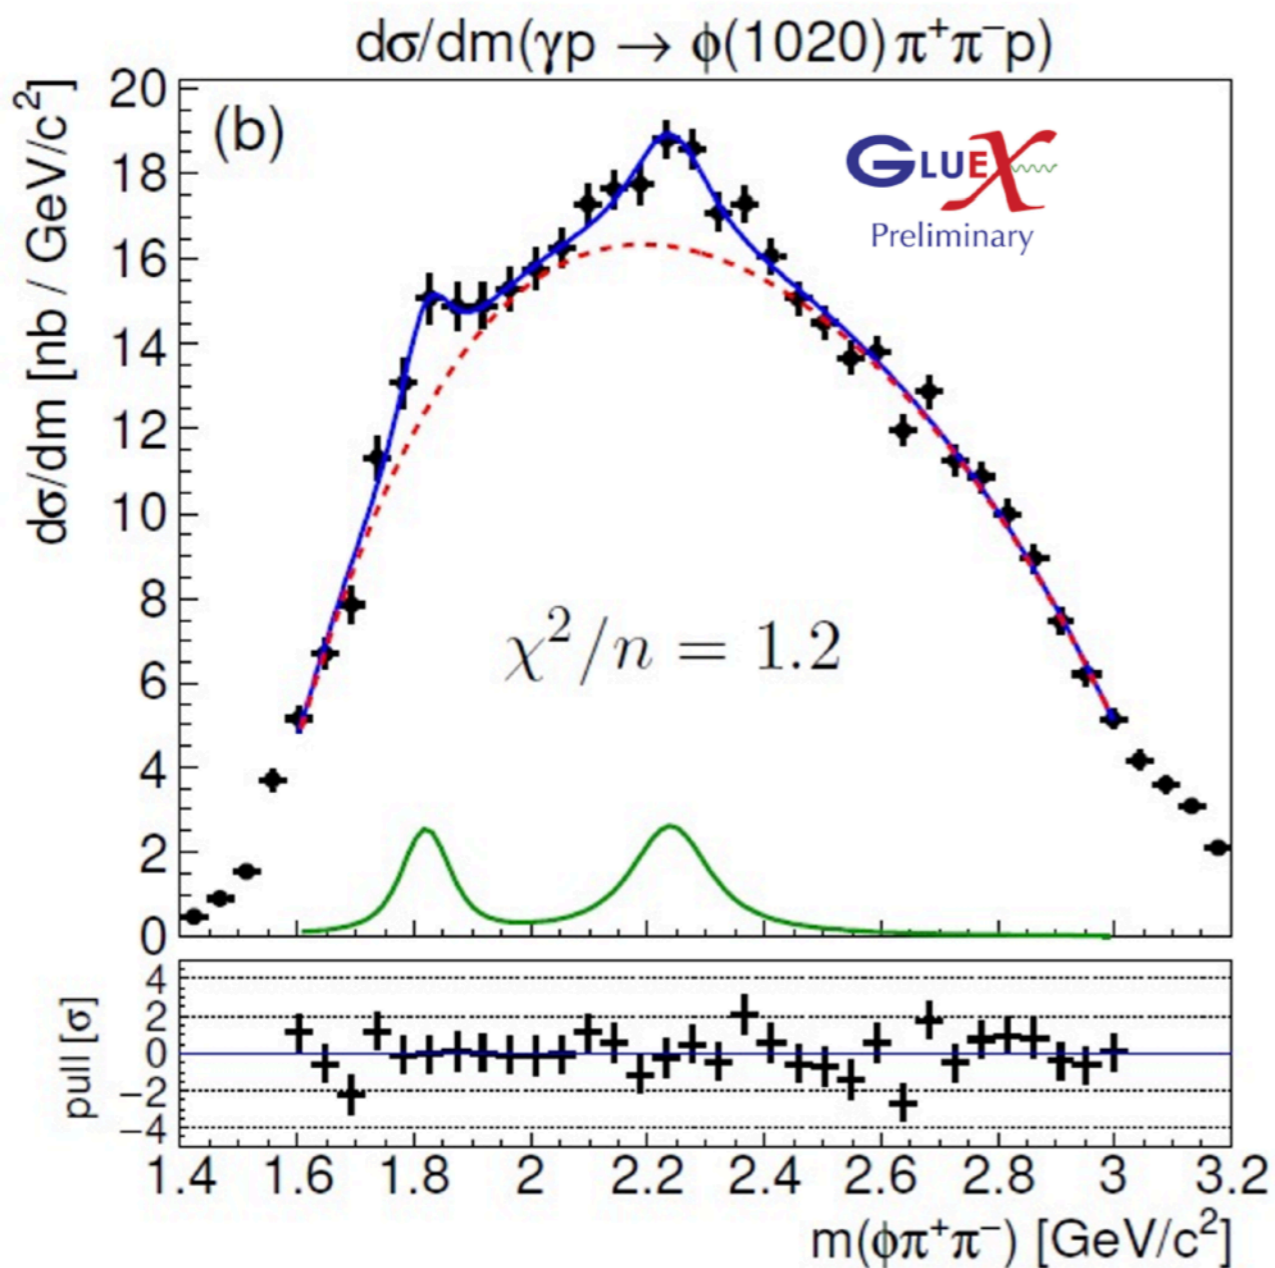 dσ/dm(γp → ϕ(1020) π⁺π⁻p)
dσ/dm [nb / GeV/c²]
20
18
16
14
12
10
8
6
4
2
0
(b)
GLUEX
Preliminary
χ²/n = 1.2
pull [σ]
4
2
0
−2
−4
1.4 1.6 1.8 2 2.2 2.4 2.6 2.8 3 3.2
m(ϕπ⁺π⁻) [GeV/c²]